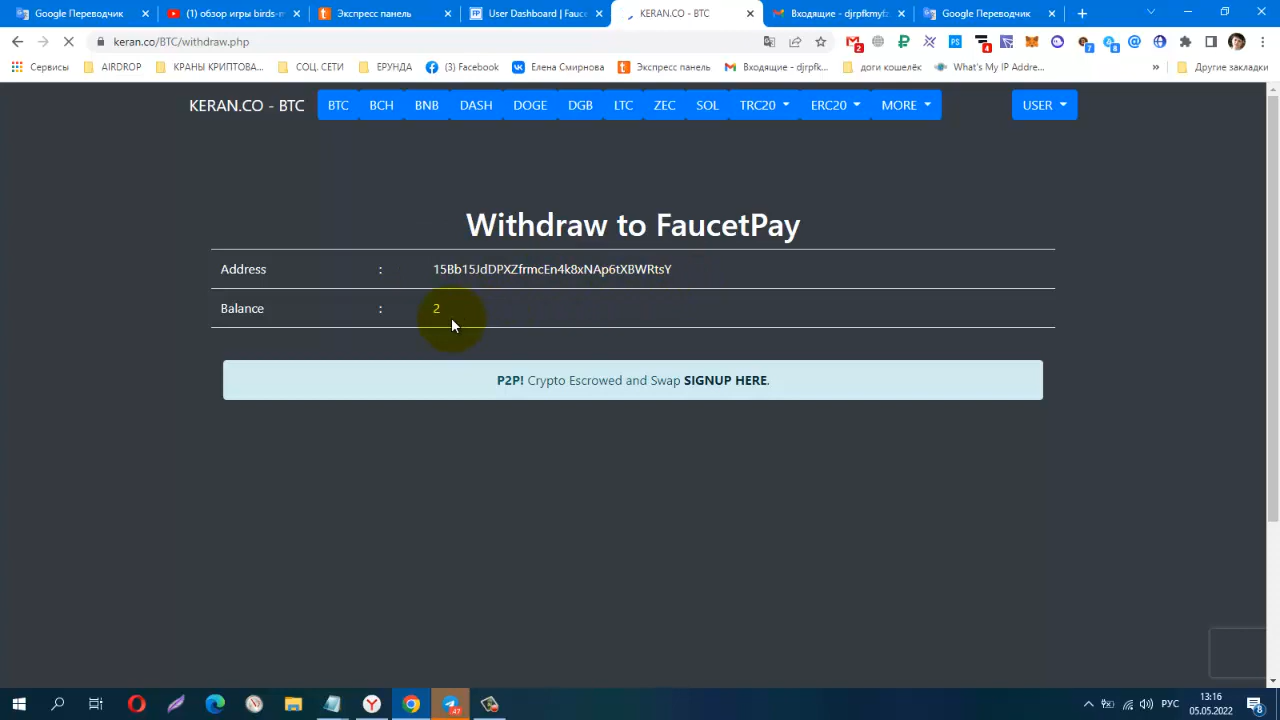 Google Переводчик
(1) обзор игры birds-m
Экспресс панель
User Dashboard | Fauce
KERAN.CO - BTC
Входящие - djrpfkmyfz
Google Переводчик
keran.co/BTC/withdraw.php
Сервисы
AIRDROP
КРАНЫ КРИПТОВА...
СОЦ. СЕТИ
ЕРУНДА
(3) Facebook
Елена Смирнова
Экспресс панель
Входящие - djrpfk...
доги кошелёк
What's My IP Addre...
»
Другие закладки
KERAN.CO - BTC
BTC
BCH
BNB
DASH
DOGE
DGB
LTC
ZEC
SOL
TRC20
ERC20
MORE
USER
Withdraw to FaucetPay
Address : 15Bb15JdDPXZfrmcEn4k8xNAp6tXBWRtsY
Balance : 2
P2P! Crypto Escrowed and Swap SIGNUP HERE.
РУС
13:16
05.05.2022